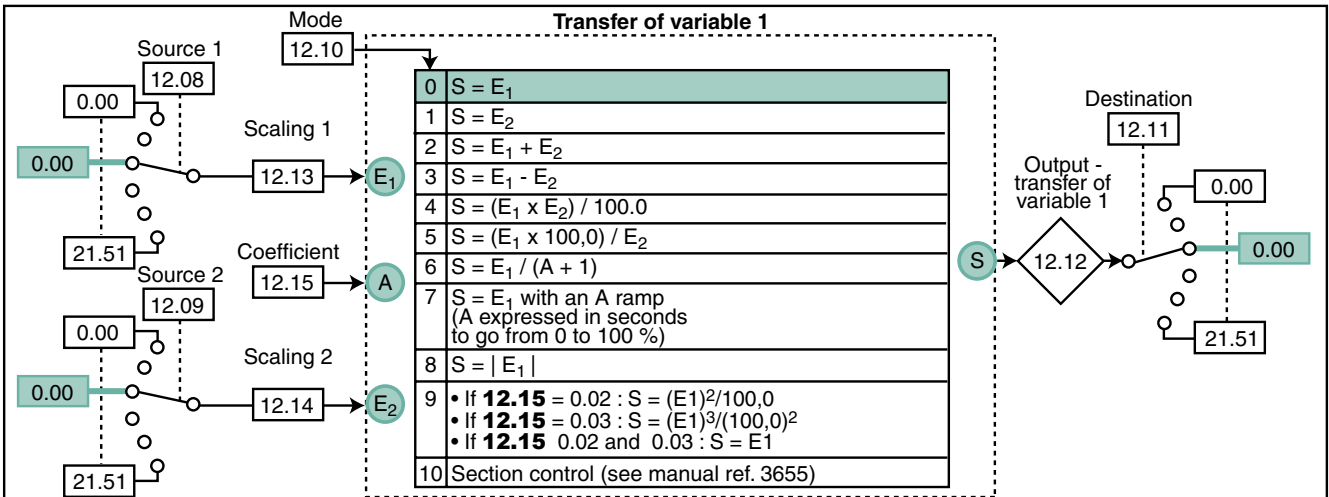 Transfer of variable 1
Mode
12.10
Source 1
12.08
0.00
0.00
21.51
Scaling 1
12.13
E1
Coefficient
12.15
A
Source 2
12.09
0.00
0.00
21.51
Scaling 2
12.14
E2
0 S = E1
1 S = E2
2 S = E1 + E2
3 S = E1 - E2
4 S = (E1 x E2) / 100.0
5 S = (E1 x 100,0) / E2
6 S = E1 / (A + 1)
7 S = E1 with an A ramp
(A expressed in seconds
to go from 0 to 100 %)
8 S = | E1 |
9 • If 12.15 = 0.02 : S = (E1)²/100,0
• If 12.15 = 0.03 : S = (E1)³/(100,0)²
• If 12.15 0.02 and 0.03 : S = E1
10 Section control (see manual ref. 3655)
S
Output -
transfer of
variable 1
12.12
Destination
12.11
0.00
0.00
21.51